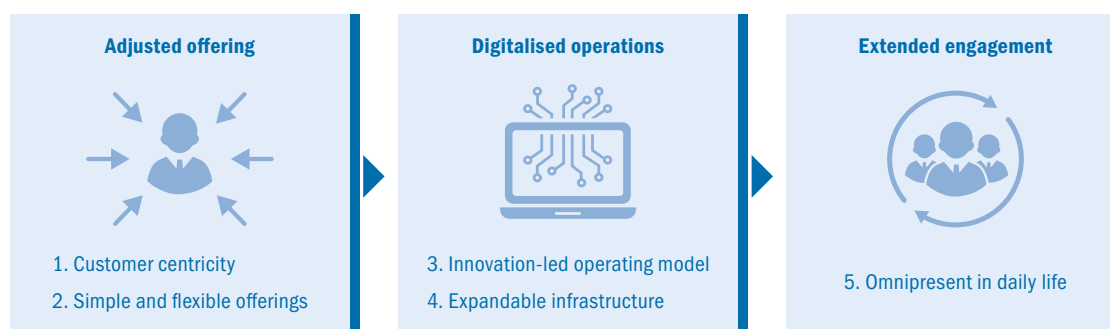 Adjusted offering
1. Customer centricity
2. Simple and flexible offerings
Digitalised operations
3. Innovation-led operating model
4. Expandable infrastructure
Extended engagement
5. Omnipresent in daily life